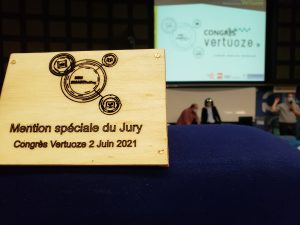 Mention spéciale du Jury
Congrès Vertuoze 2 Juin 2021
CONGRÈS
vertuoze